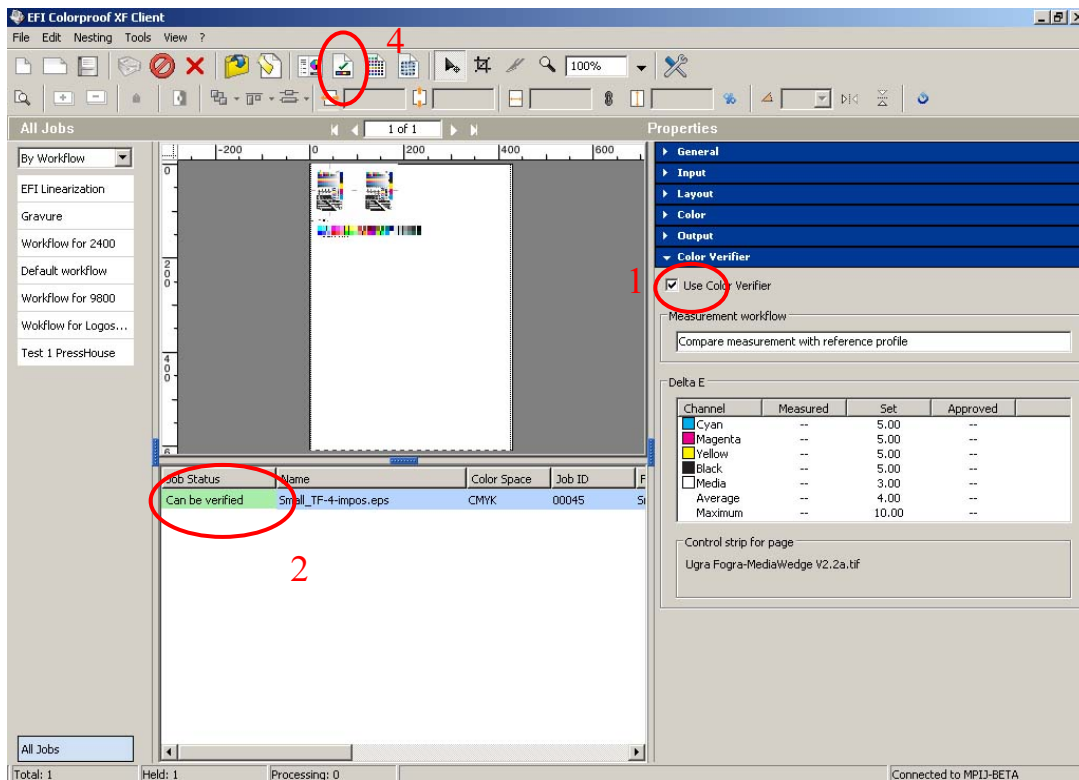 EFI Colorproof XF Client
File Edit Nesting Tools View ?
4
100%
All Jobs
1 of 1
Properties
By Workflow
EFI Linearization
Gravure
Workflow for 2400
Default workflow
Workflow for 9800
Wokflow for Logos...
Test 1 PressHouse
All Jobs
-200 0 200 400 600
0
200
400
6
General
Input
Layout
Color
Output
Color Verifier
1
Use Color Verifier
Measurement workflow
Compare measurement with reference profile
Delta E
Channel Measured Set Approved
Cyan -- 5.00 --
Magenta -- 5.00 --
Yellow -- 5.00 --
Black -- 5.00 --
Media -- 3.00 --
Average -- 4.00 --
Maximum -- 10.00 --
Control strip for page
Ugra Fogra-MediaWedge V2.2a.tif
Job Status Name Color Space Job ID F
Can be verified Small_TF-4-impos.eps CMYK 00045 Sr
2
Total: 1 Held: 1 Processing: 0 Connected to MPIJ-BETA